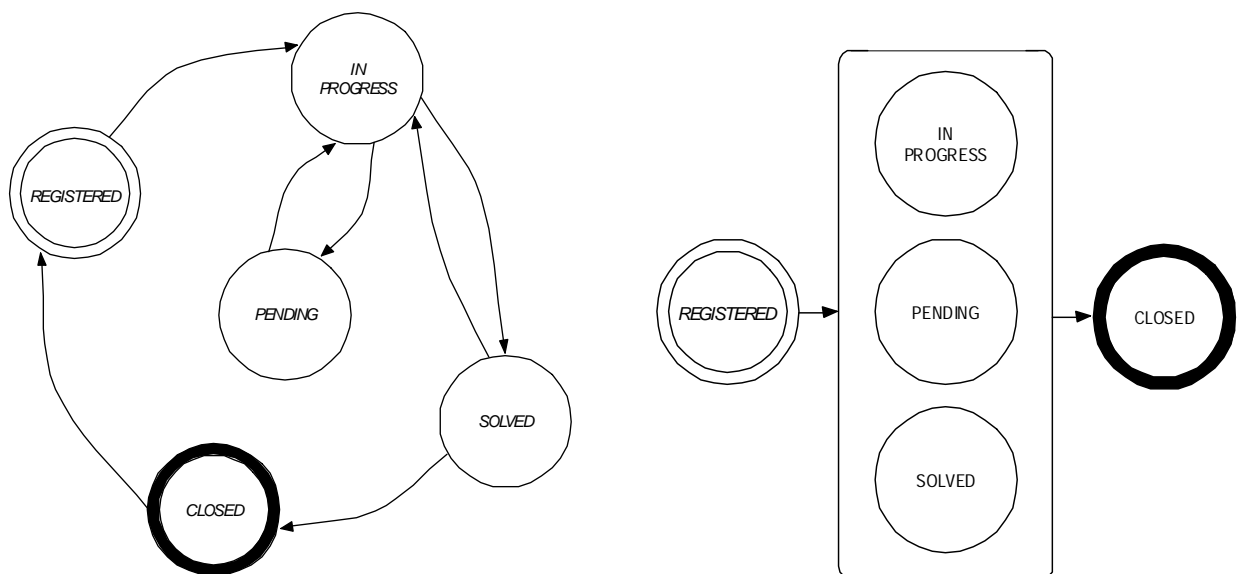 IN
PROGRESS
REGISTERED
PENDING
SOLVED
CLOSED
IN
PROGRESS
REGISTERED
PENDING
CLOSED
SOLVED